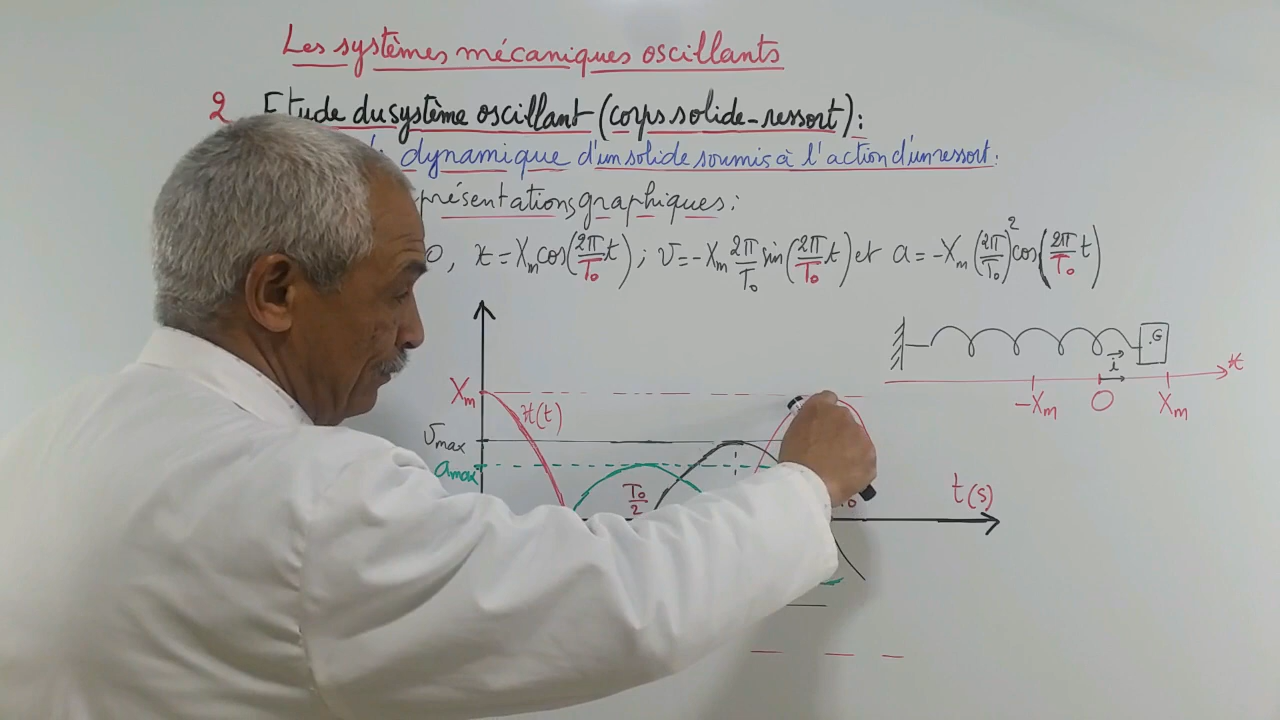 Les systèmes mécaniques oscillants
2 Etude du système oscillant (corps solide-ressort):
dynamique d'un solide soumis à l'action d'un ressort.
présentations graphiques:
0, x = Xm cos(2π/T₀ t); v = -Xm 2π/T₀ sin(2π/T₀ t) et a = -Xm (2π/T₀)² cos(2π/T₀ t)
.G
i⃗
x
-Xm O Xm
Xm x(t)
vmax
amax
T₀/2
t(s)